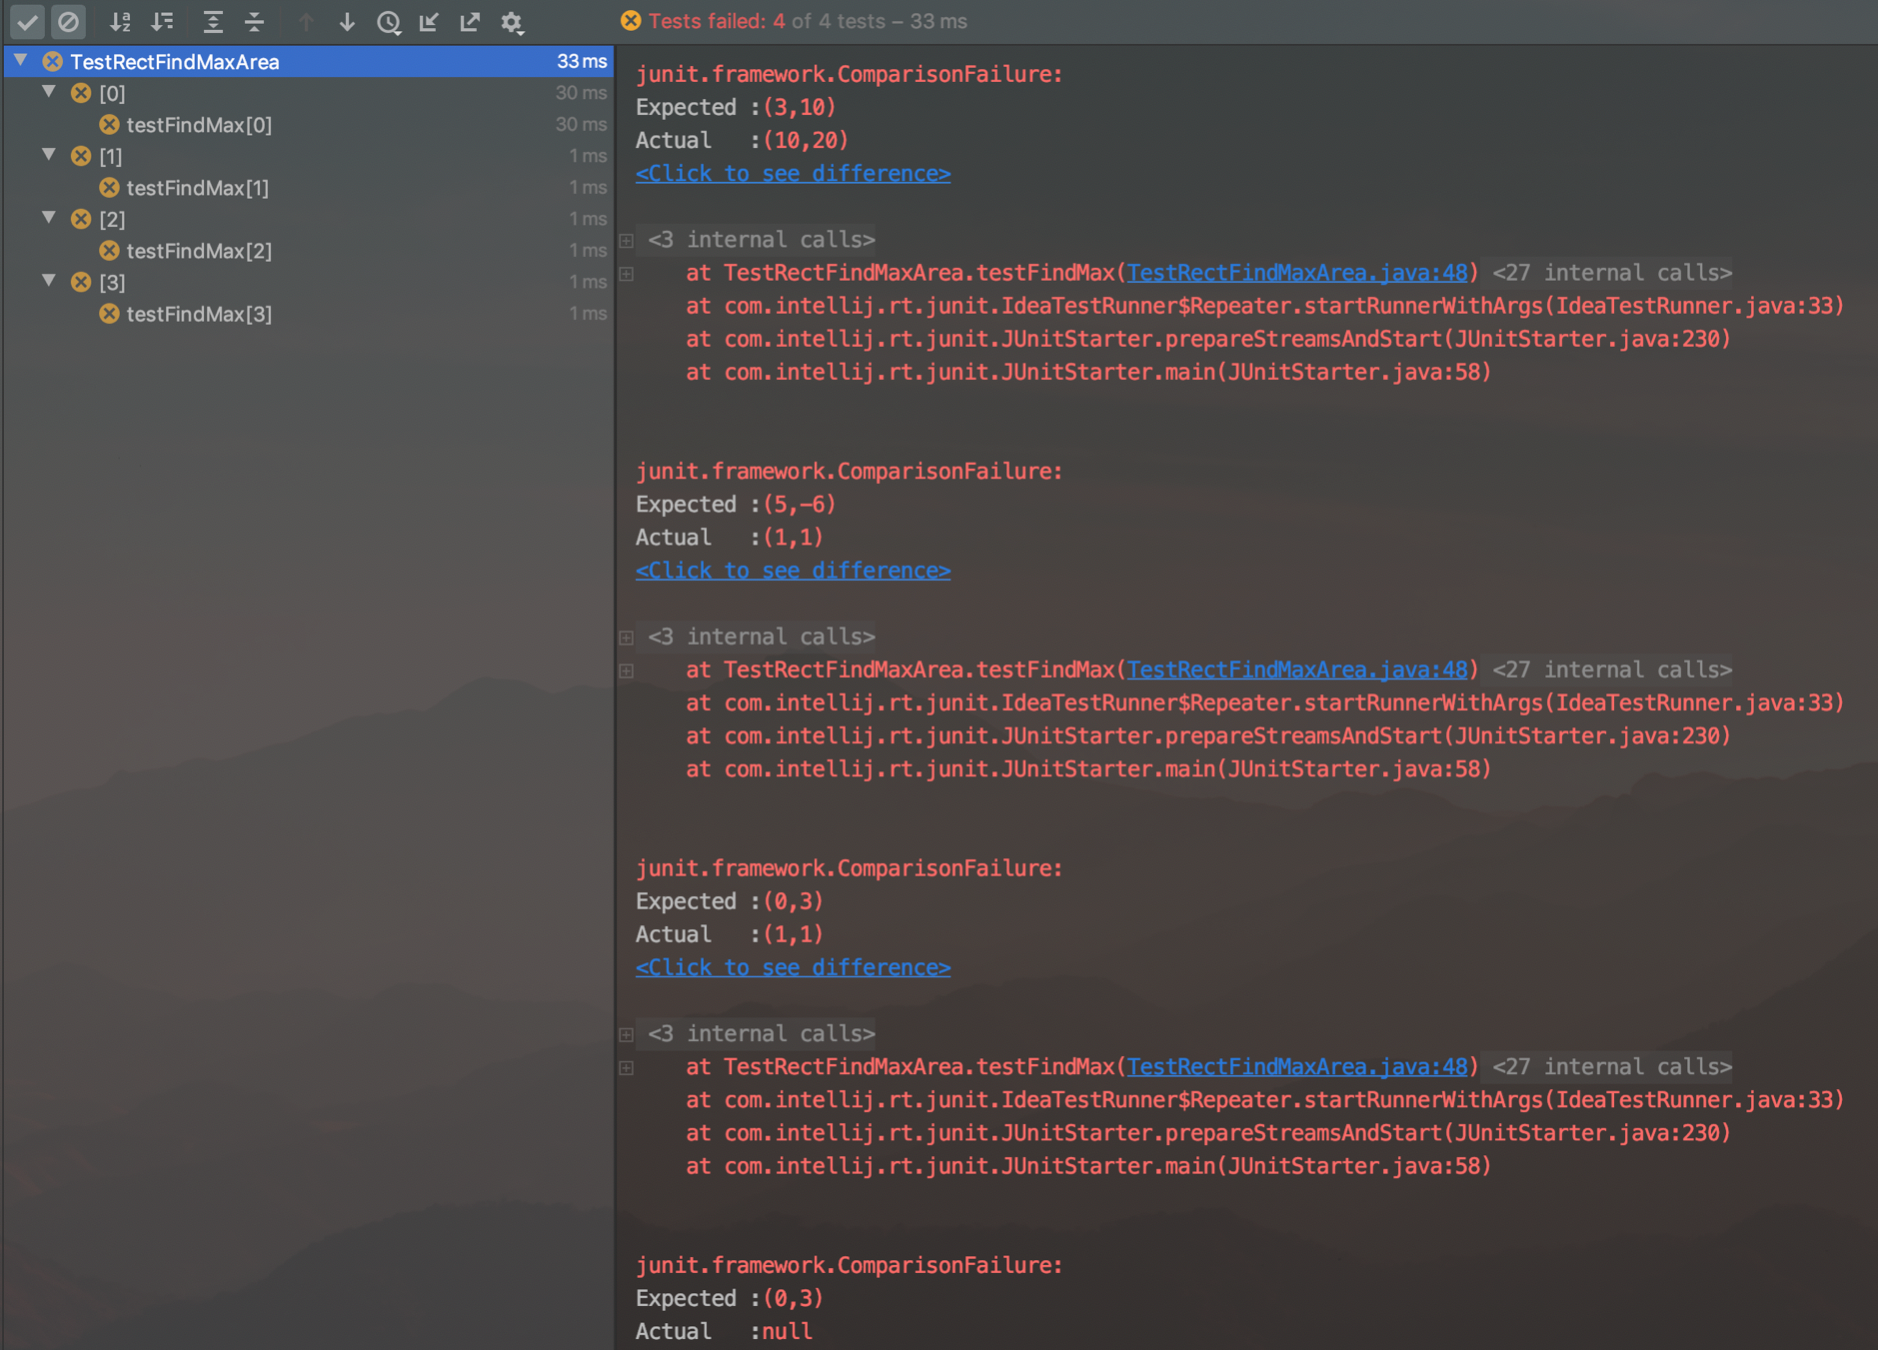 Tests failed: 4 of 4 tests – 33 ms
TestRectFindMaxArea 33 ms
[0] 30 ms
testFindMax[0] 30 ms
[1] 1 ms
testFindMax[1] 1 ms
[2] 1 ms
testFindMax[2] 1 ms
[3] 1 ms
testFindMax[3] 1 ms
junit.framework.ComparisonFailure:
Expected :(3,10)
Actual   :(10,20)
<Click to see difference>
<3 internal calls>
at TestRectFindMaxArea.testFindMax(TestRectFindMaxArea.java:48) <27 internal calls>
at com.intellij.rt.junit.IdeaTestRunner$Repeater.startRunnerWithArgs(IdeaTestRunner.java:33)
at com.intellij.rt.junit.JUnitStarter.prepareStreamsAndStart(JUnitStarter.java:230)
at com.intellij.rt.junit.JUnitStarter.main(JUnitStarter.java:58)
junit.framework.ComparisonFailure:
Expected :(5,-6)
Actual   :(1,1)
<Click to see difference>
<3 internal calls>
at TestRectFindMaxArea.testFindMax(TestRectFindMaxArea.java:48) <27 internal calls>
at com.intellij.rt.junit.IdeaTestRunner$Repeater.startRunnerWithArgs(IdeaTestRunner.java:33)
at com.intellij.rt.junit.JUnitStarter.prepareStreamsAndStart(JUnitStarter.java:230)
at com.intellij.rt.junit.JUnitStarter.main(JUnitStarter.java:58)
junit.framework.ComparisonFailure:
Expected :(0,3)
Actual   :(1,1)
<Click to see difference>
<3 internal calls>
at TestRectFindMaxArea.testFindMax(TestRectFindMaxArea.java:48) <27 internal calls>
at com.intellij.rt.junit.IdeaTestRunner$Repeater.startRunnerWithArgs(IdeaTestRunner.java:33)
at com.intellij.rt.junit.JUnitStarter.prepareStreamsAndStart(JUnitStarter.java:230)
at com.intellij.rt.junit.JUnitStarter.main(JUnitStarter.java:58)
junit.framework.ComparisonFailure:
Expected :(0,3)
Actual   :null